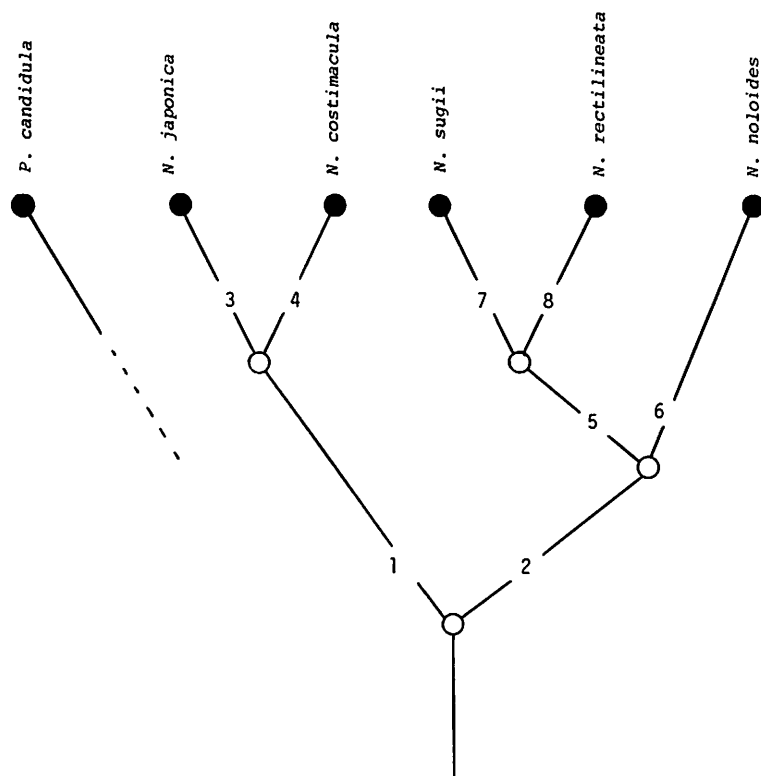 P. candidula
N. japonica
N. costimacula
N. sugii
N. rectilineata
N. noloides
3
4
7
8
5
6
1
2